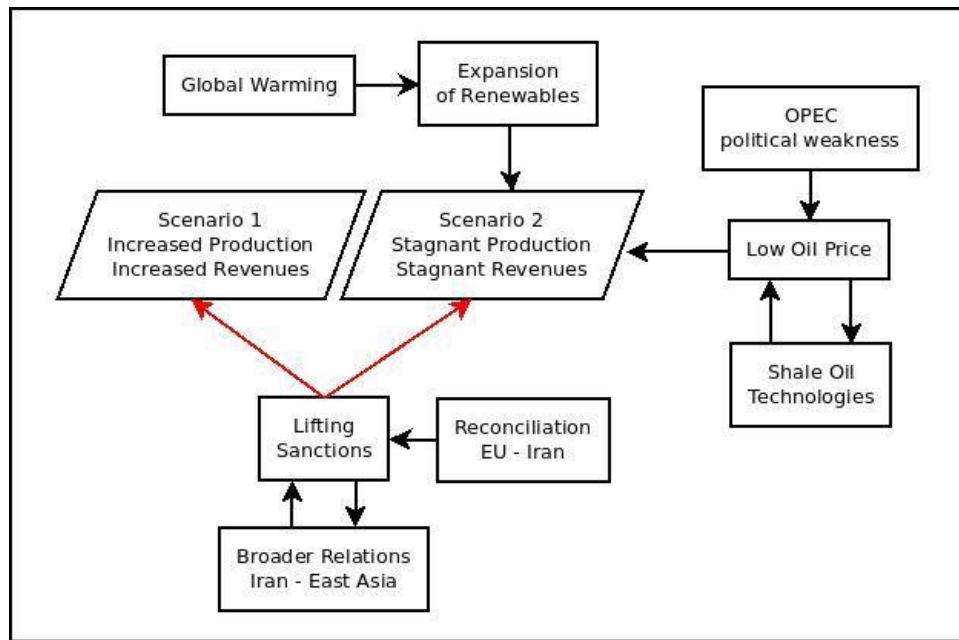 Global Warming
Expansion
of Renewables
OPEC
political weakness
Scenario 1
Increased Production
Increased Revenues
Scenario 2
Stagnant Production
Stagnant Revenues
Low Oil Price
Shale Oil
Technologies
Lifting
Sanctions
Reconciliation
EU - Iran
Broader Relations
Iran - East Asia